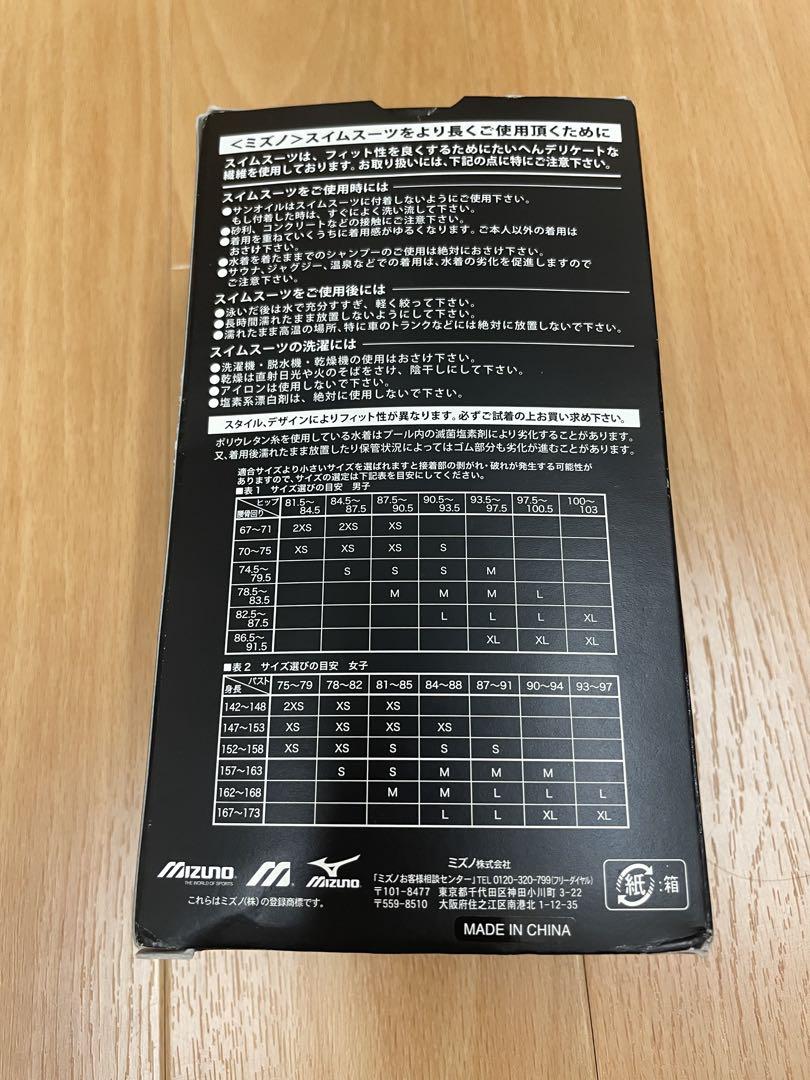 <ミズノ>スイムスーツをより長くご使用頂くために
スイムスーツは、フィット性を良くするためにたいへんデリケートな
繊維を使用しております。お取り扱いには、下記の点に特にご注意下さい。
スイムスーツをご使用時には
●サンオイルはスイムスーツに付着しないようにご使用下さい。
もし付着した時は、すぐによく洗い流して下さい。
●砂利、コンクリートなどの接触にご注意下さい。
●着用を重ねていくうちに着用感がゆるくなります。ご本人以外の着用は
おさけ下さい。
●水着を着たままでのシャンプーのご使用は絶対におさけ下さい。
●サウナ、ジャグジー、温泉などでの着用は、水着の劣化を促進しますので
ご注意下さい。
スイムスーツをご使用後には
●泳いだ後は水で充分すすぎ、軽く絞って下さい。
●長時間濡れたまま放置しないようにして下さい。
●濡れたまま高温の場所、特に車のトランクなどには絶対に放置しないで下さい。
スイムスーツの洗濯には
●洗濯機・脱水機・乾燥機の使用はおさけ下さい。
●乾燥は直射日光や火のそばをさけ、陰干しにして下さい。
●アイロンは使用しないで下さい。
●塩素系漂白剤は、絶対に使用しないで下さい。
スタイル、デザインによりフィット性が異なります。必ずご試着の上お買い求め下さい。
ポリウレタン糸を使用している水着はプール内の滅菌塩素剤により劣化することがあります。
又、着用後濡れたまま放置したり保管状況によってはゴム部分も劣化が進むことがあります。
適合サイズより小さいサイズを選ばれますと接着部の剥がれ・破れが発生する可能性が
ありますので、サイズの選定は下記表を目安にしてください。
■表1 サイズ選びの目安 男子
ヒップ 腰骨回り 81.5〜84.5 84.5〜87.5 87.5〜90.5 90.5〜93.5 93.5〜97.5 97.5〜100.5 100〜103
67〜71 2XS 2XS XS
70〜75 XS XS XS S
74.5〜79.5 S S S M
78.5〜83.5 M M M L
82.5〜87.5 L L L XL
86.5〜91.5 XL XL XL
■表2 サイズ選びの目安 女子
バスト 身長 75〜79 78〜82 81〜85 84〜88 87〜91 90〜94 93〜97
142〜148 2XS XS XS
147〜153 XS XS XS XS
152〜158 XS XS S S S
157〜163 S S M M M
162〜168 M M L L L
167〜173 L L XL XL
MIZUNO
THE WORLD OF SPORTS
MIZUNO
これらはミズノ(株)の登録商標です。
ミズノ株式会社
「ミズノお客様相談センター」TEL 0120-320-799(フリーダイヤル)
〒101-8477 東京都千代田区神田小川町 3-22
〒559-8510 大阪府住之江区南港北 1-12-35
紙:箱
MADE IN CHINA